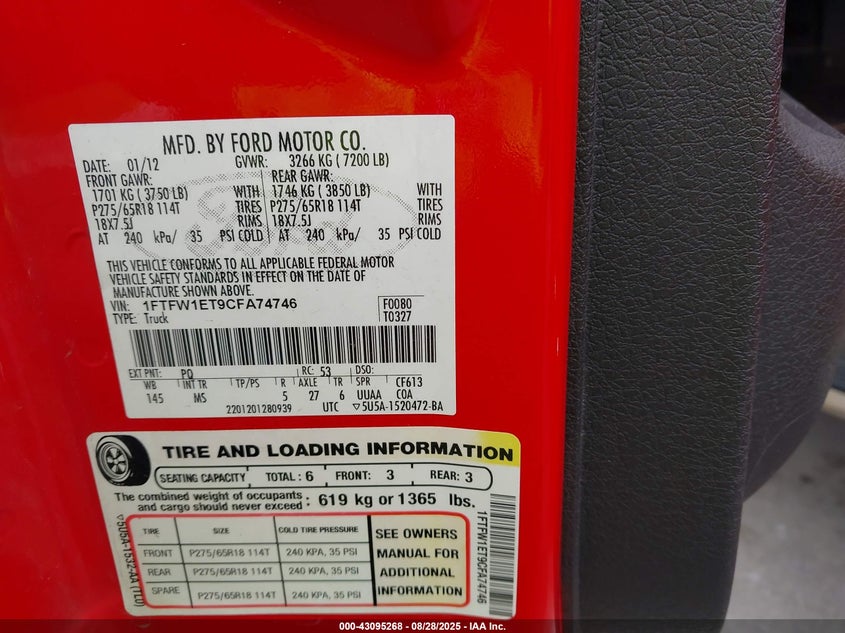 MFD. BY FORD MOTOR CO.
DATE: 01/12 GVWR: 3266 KG ( 7200 LB)
FRONT GAWR: REAR GAWR:
1701 KG ( 3750 LB) WITH 1746 KG ( 3850 LB) WITH
P275/65R18 114T TIRES P275/65R18 114T TIRES
18X7.5J RIMS 18X7.5J RIMS
AT 240 kPa/ 35 PSI COLD AT 240 kPa/ 35 PSI COLD
THIS VEHICLE CONFORMS TO ALL APPLICABLE FEDERAL MOTOR
VEHICLE SAFETY STANDARDS IN EFFECT ON THE DATE OF
MANUFACTURE SHOWN ABOVE.
VIN: 1FTFW1ET9CFA74746 F0080
TYPE: Truck T0327
EXT PNT: PQ RC: 53 DSO:
WB INT TR TP/PS R AXLE TR SPR CF613
145 MS 5 27 6 UUAA COA
2201201280939 UTC ▽5U5A-1520472-BA
TIRE AND LOADING INFORMATION
SEATING CAPACITY TOTAL: 6 FRONT: 3 REAR: 3
The combined weight of occupants
and cargo should never exceed : 619 kg or 1365 lbs.
TIRE SIZE COLD TIRE PRESSURE
FRONT P275/65R18 114T 240 KPA, 35 PSI
REAR P275/65R18 114T 240 KPA, 35 PSI
SPARE P275/65R18 114T 240 KPA, 35 PSI
SEE OWNERS
MANUAL FOR
ADDITIONAL
INFORMATION
▽5U5A-1532-AA (TL0)
1FTFW1ET9CFA74746
000-43095268 - 08/28/2025 - IAA Inc.